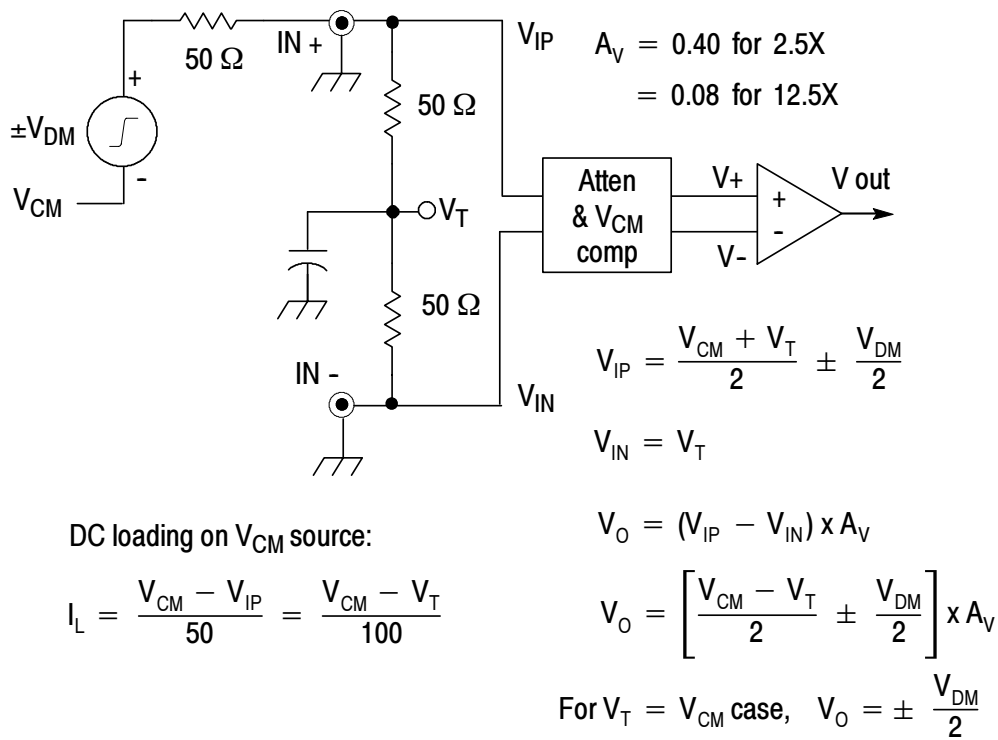 50 Ω
IN +
V_IP
A_V = 0.40 for 2.5X
= 0.08 for 12.5X
+
±V_DM
-
V_CM
50 Ω
V_T
Atten
& V_CM
comp
V+
V-
+
-
V out
50 Ω
IN -
V_IN
V_IP = (V_CM + V_T)/2 ± V_DM/2
V_IN = V_T
DC loading on V_CM source:
I_L = (V_CM − V_IP)/50 = (V_CM − V_T)/100
V_O = (V_IP − V_IN) x A_V
V_O = [(V_CM − V_T)/2 ± V_DM/2] x A_V
For V_T = V_CM case, V_O = ± V_DM/2